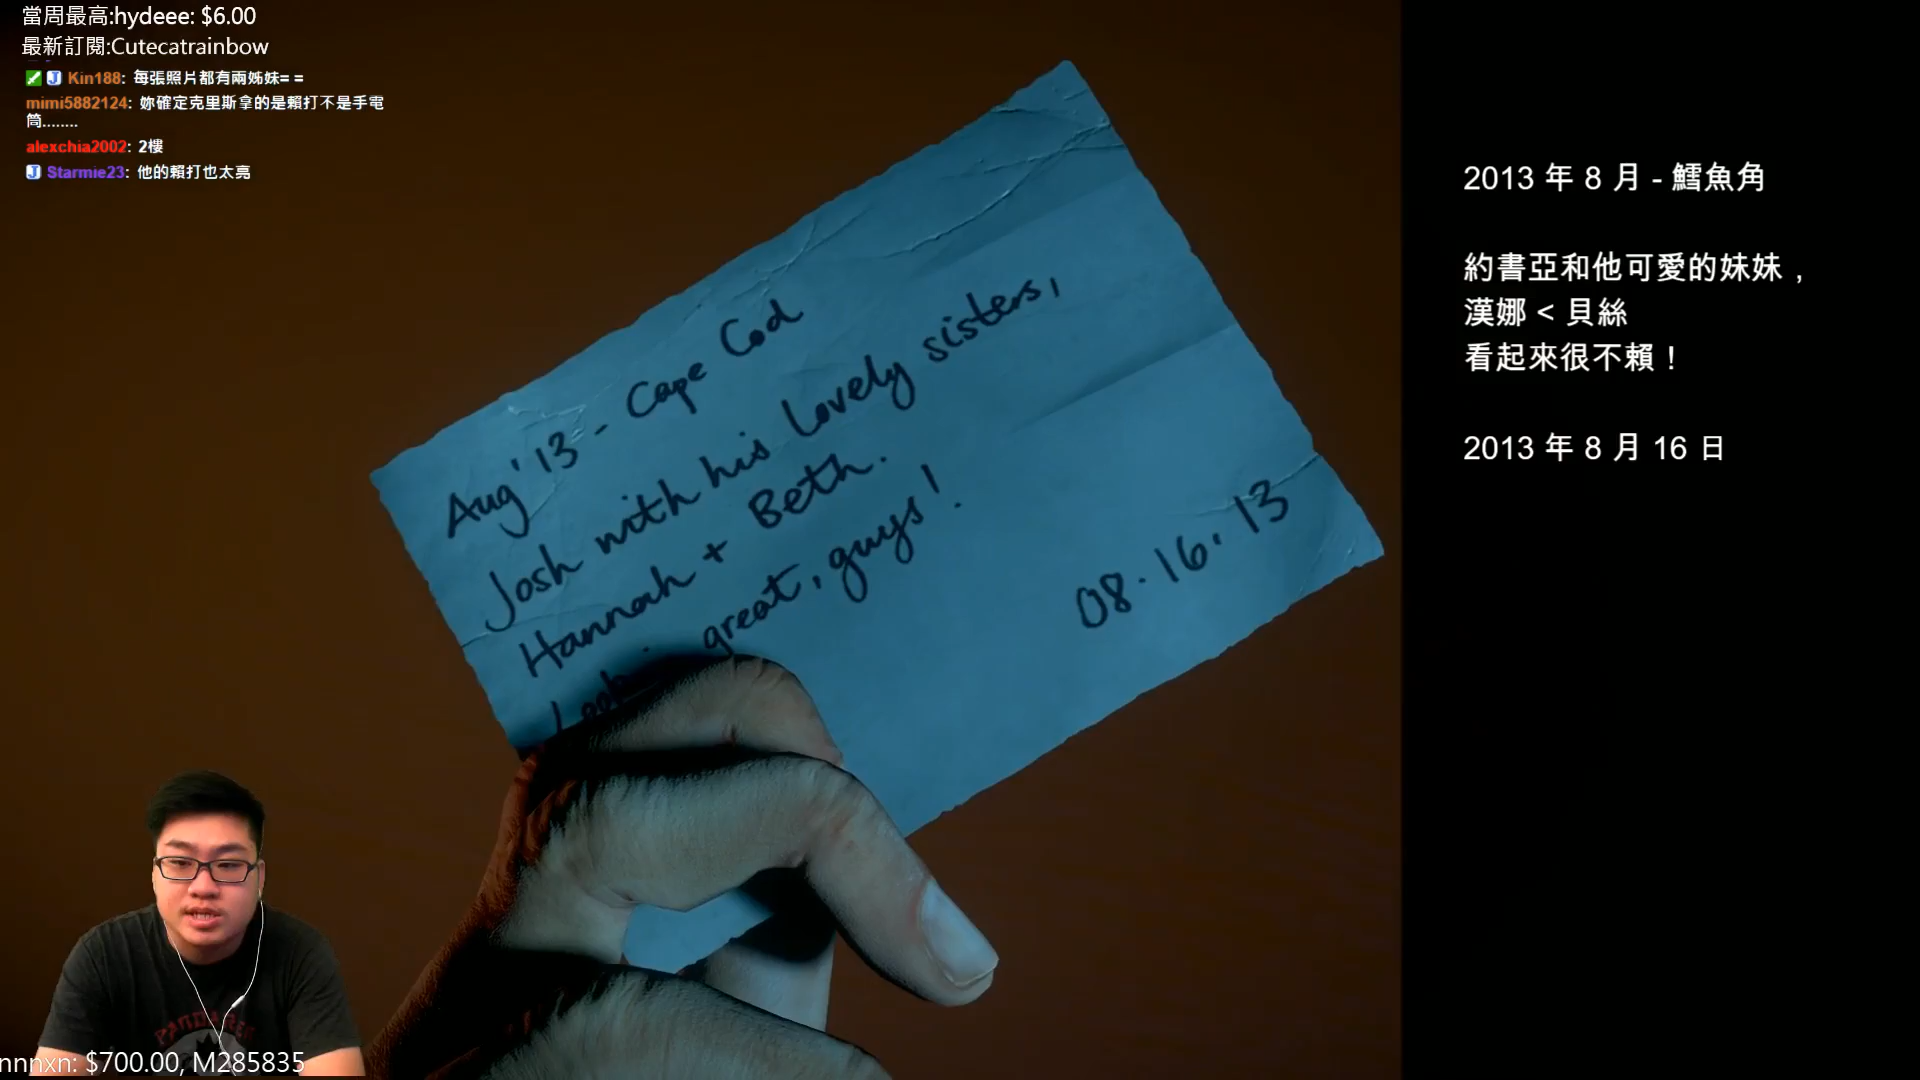 當周最高:hydeee: $6.00
最新訂閱:Cutecatrainbow
Kin188: 每張照片都有兩姊妹= =
mimi5882124: 妳確定克里斯拿的是賴打不是手電
筒........
alexchia2002: 2樓
Starmie23: 他的賴打也太亮
Aug '13 - Cape Cod
Josh with his lovely sisters,
Hannah + Beth.
great, guys!
08.16.13
2013 年 8 月 - 鱈魚角
約書亞和他可愛的妹妹，
漢娜 < 貝絲
看起來很不賴！
2013 年 8 月 16 日
nnnxn: $700.00, M285835